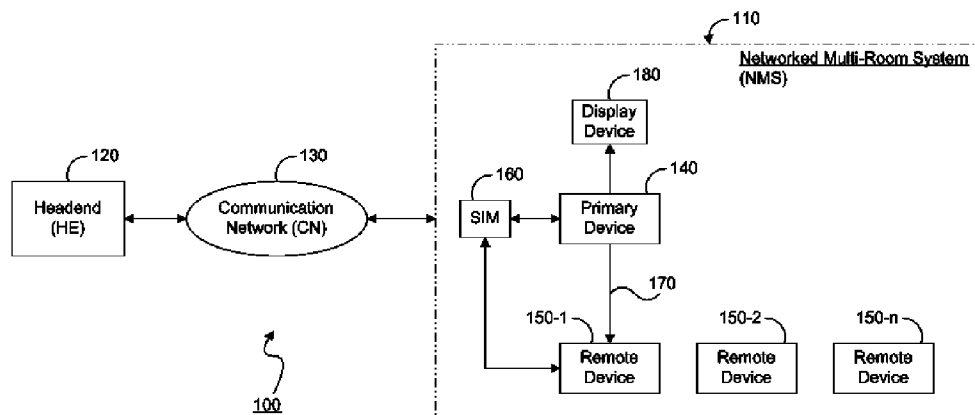 110
Networked Multi-Room System
(NMS)
180
Display
Device
120
Headend
(HE)
130
Communication
Network (CN)
160
SIM
140
Primary
Device
170
150-1
Remote
Device
150-2
Remote
Device
150-n
Remote
Device
100